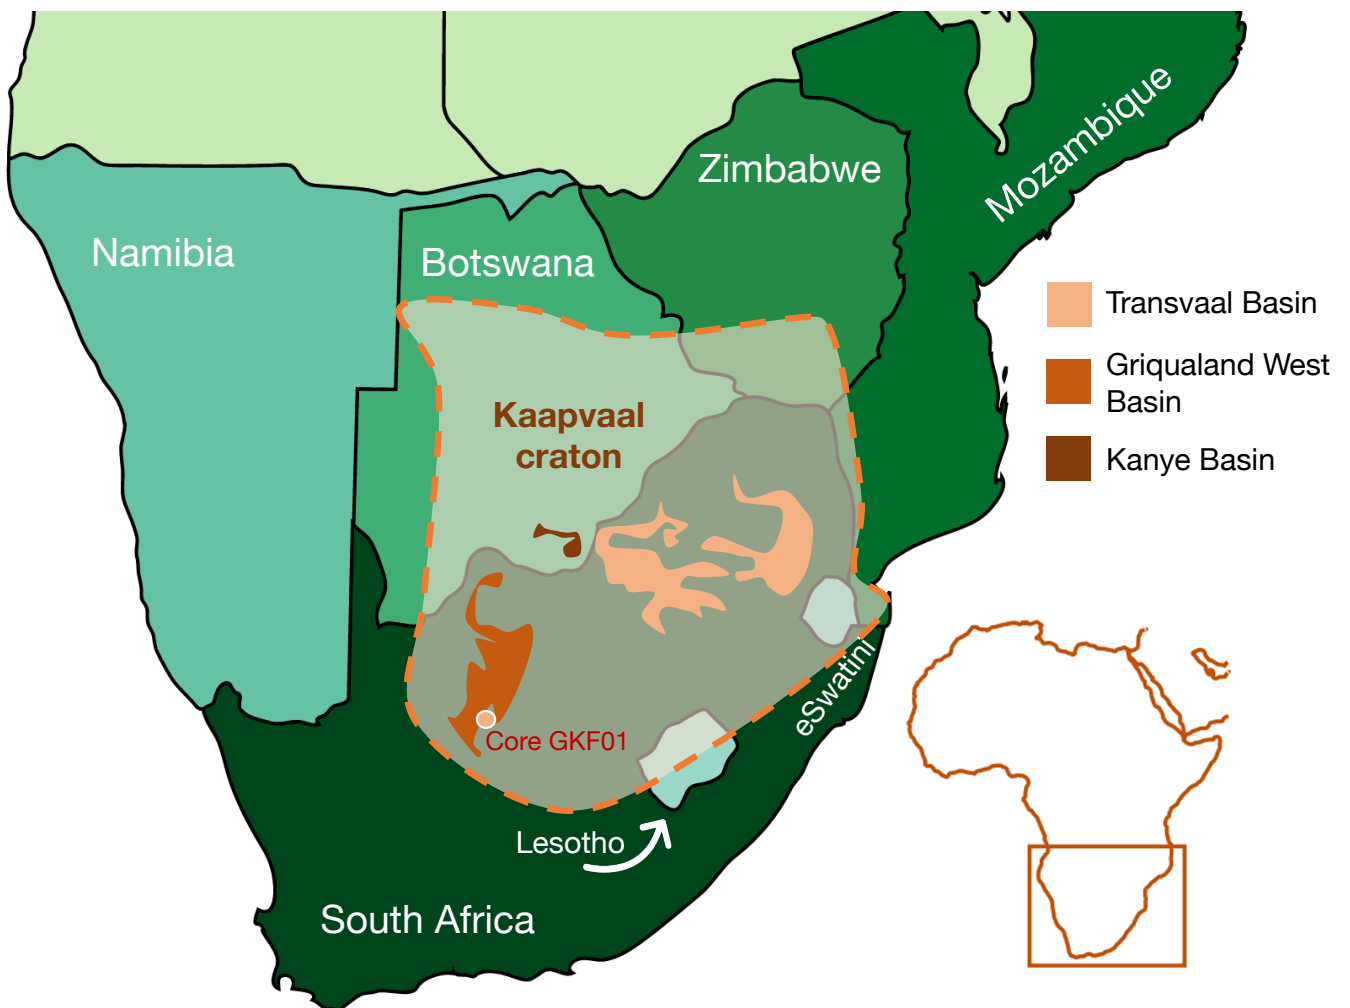 Zimbabwe
Mozambique
Namibia
Botswana
Transvaal Basin
Griqualand West
Basin
Kanye Basin
Kaapvaal
craton
eSwatini
Core GKF01
Lesotho
South Africa